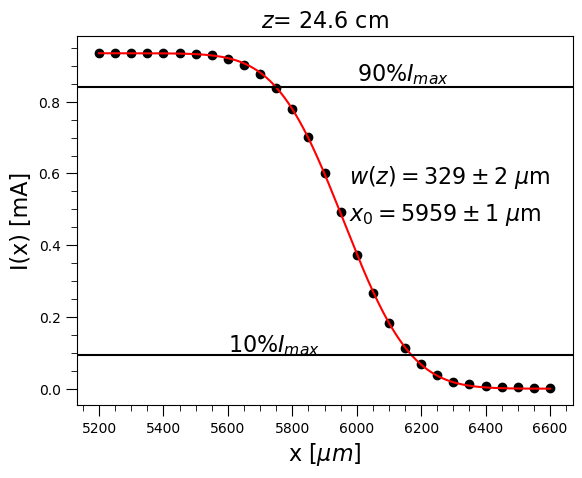 z= 24.6 cm
I(x) [mA]
0.8
0.6
0.4
0.2
0.0
90%I_max
w(z) = 329 ± 2 μm
x₀ = 5959 ± 1 μm
10%I_max
5200 5400 5600 5800 6000 6200 6400 6600
x [μm]